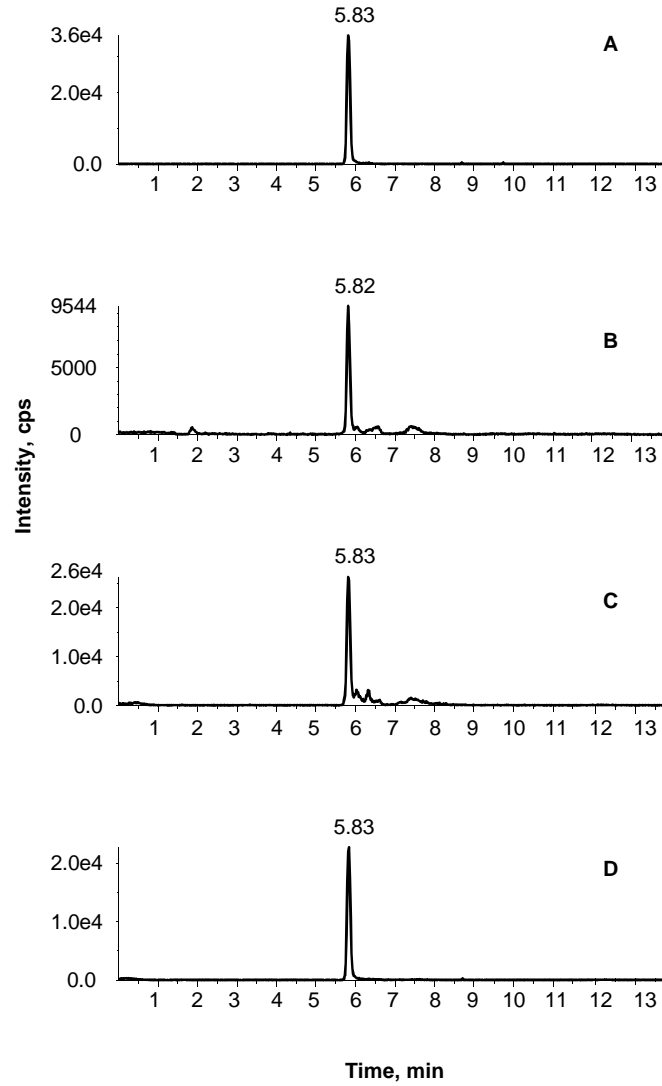 5.83
3.6e4
A
2.0e4
0.0
1 2 3 4 5 6 7 8 9 10 11 12 13
5.82
9544
B
5000
0
1 2 3 4 5 6 7 8 9 10 11 12 13
Intensity, cps
5.83
2.6e4
C
2.0e4
1.0e4
0.0
1 2 3 4 5 6 7 8 9 10 11 12 13
5.83
2.0e4
D
1.0e4
0.0
1 2 3 4 5 6 7 8 9 10 11 12 13
Time, min